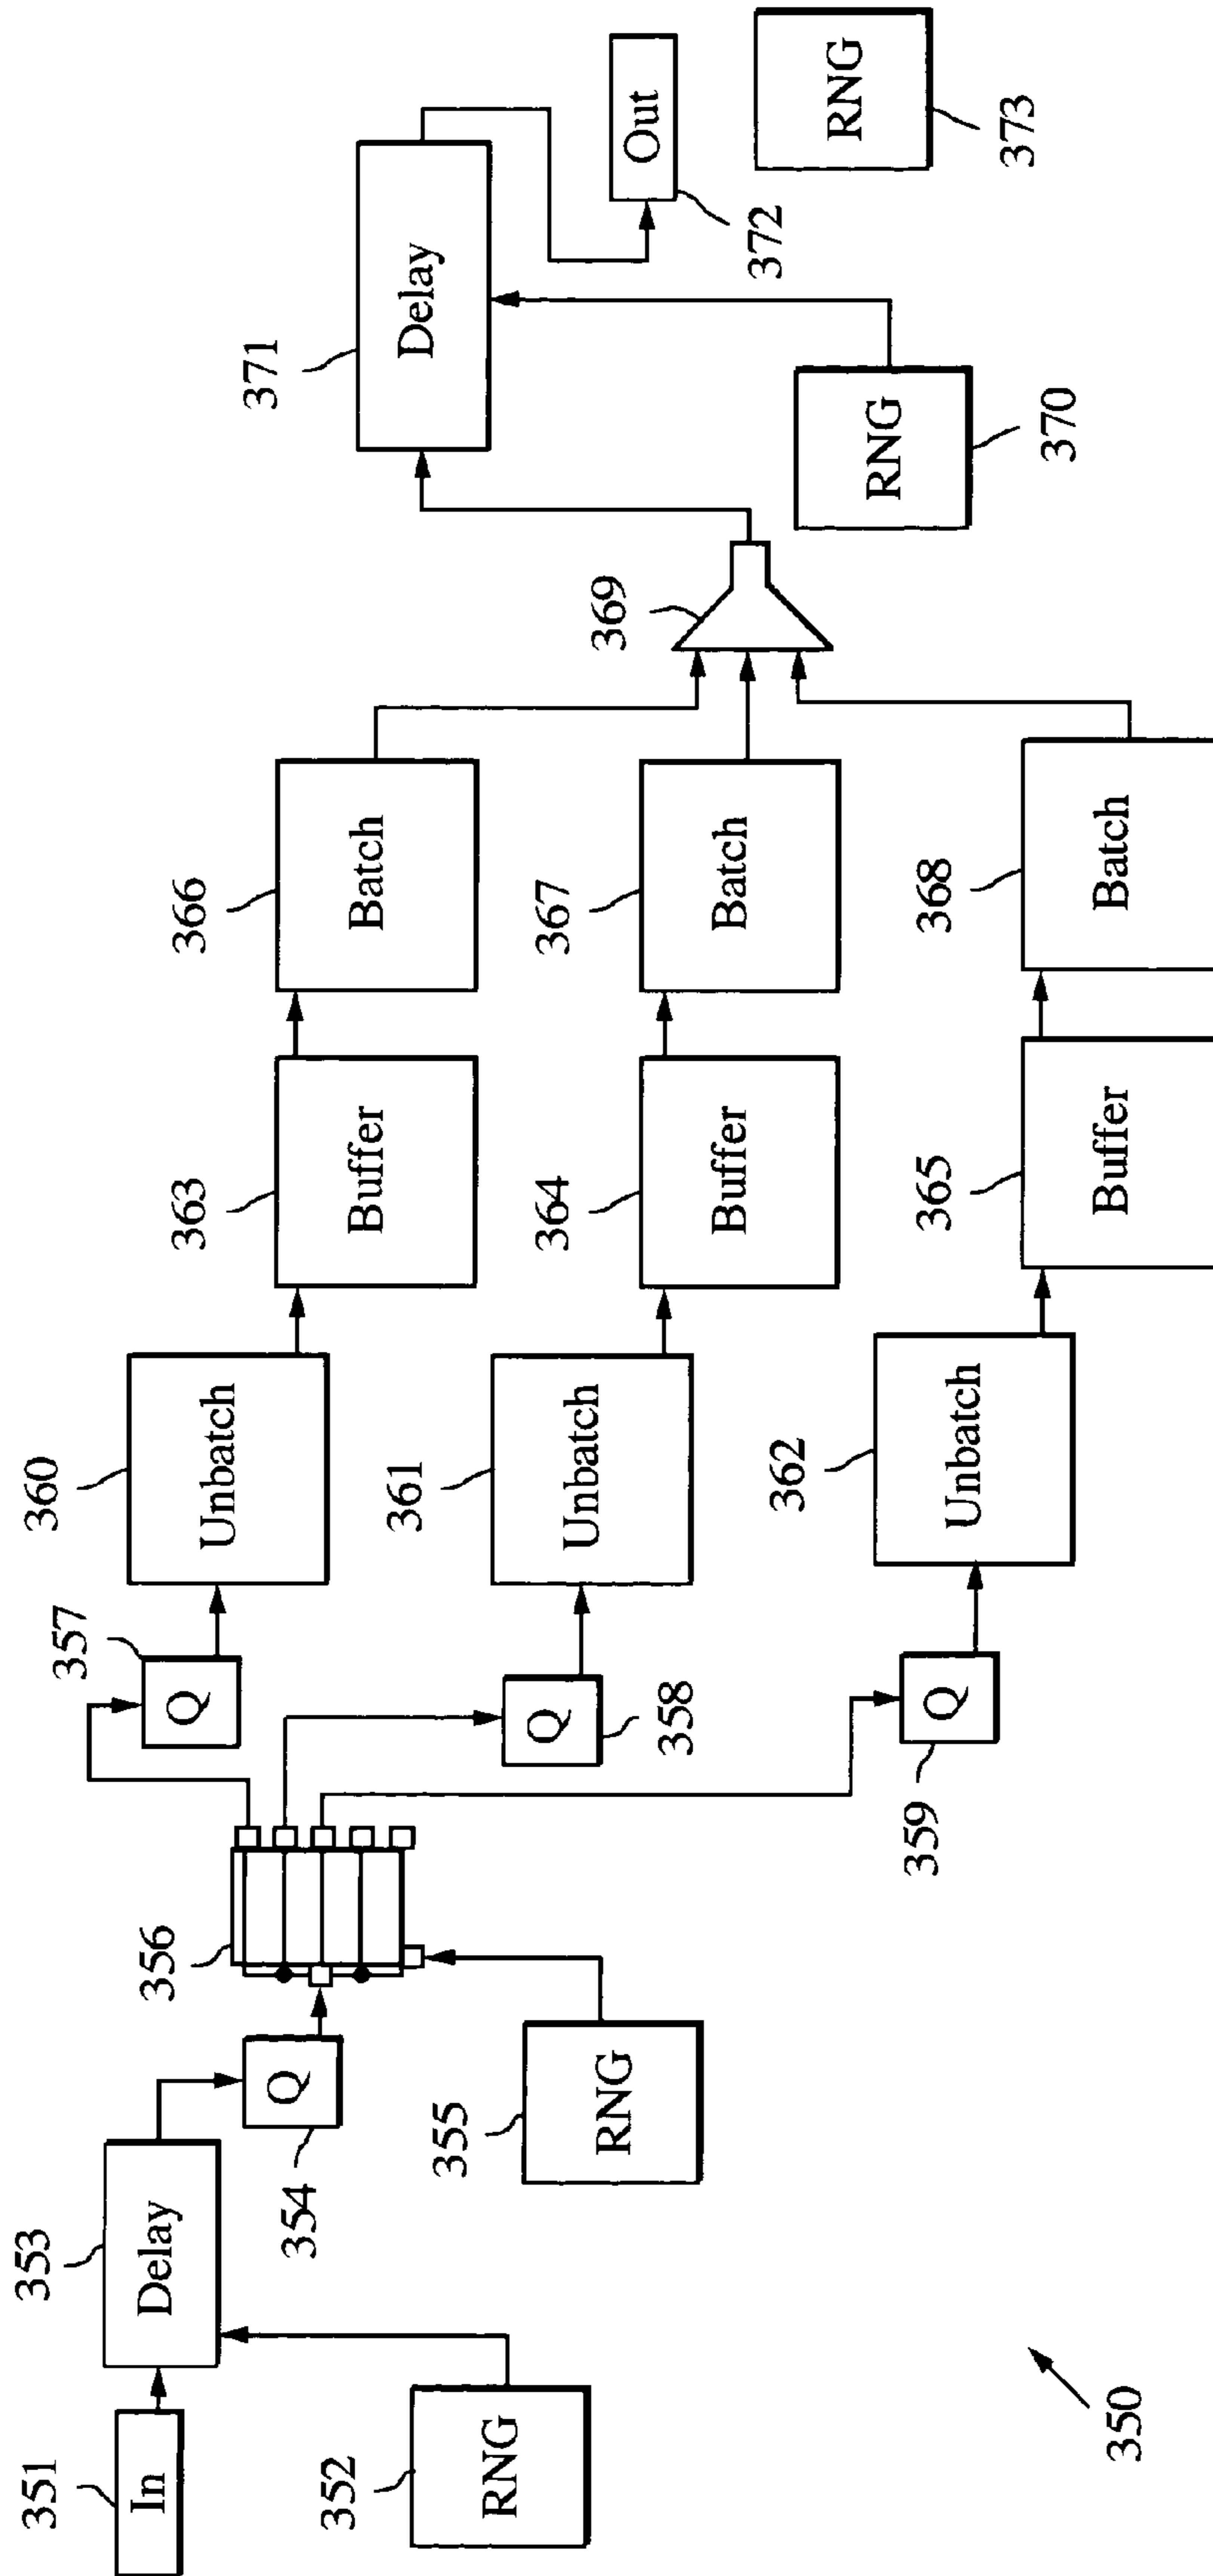 351
In
352
RNG
353
Delay
354
Q
355
RNG
356
357
Q
358
Q
359
Q
360
Unbatch
361
Unbatch
362
Unbatch
363
Buffer
364
Buffer
365
Buffer
366
Batch
367
Batch
368
Batch
369
370
RNG
371
Delay
372
Out
373
RNG
350